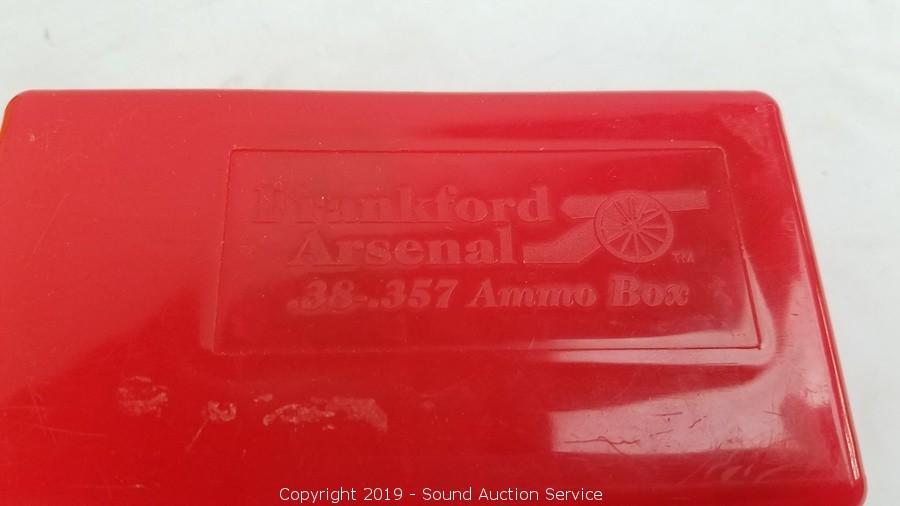 Frankford
Arsenal
TM
.38-.357 Ammo Box
Copyright 2019 - Sound Auction Service